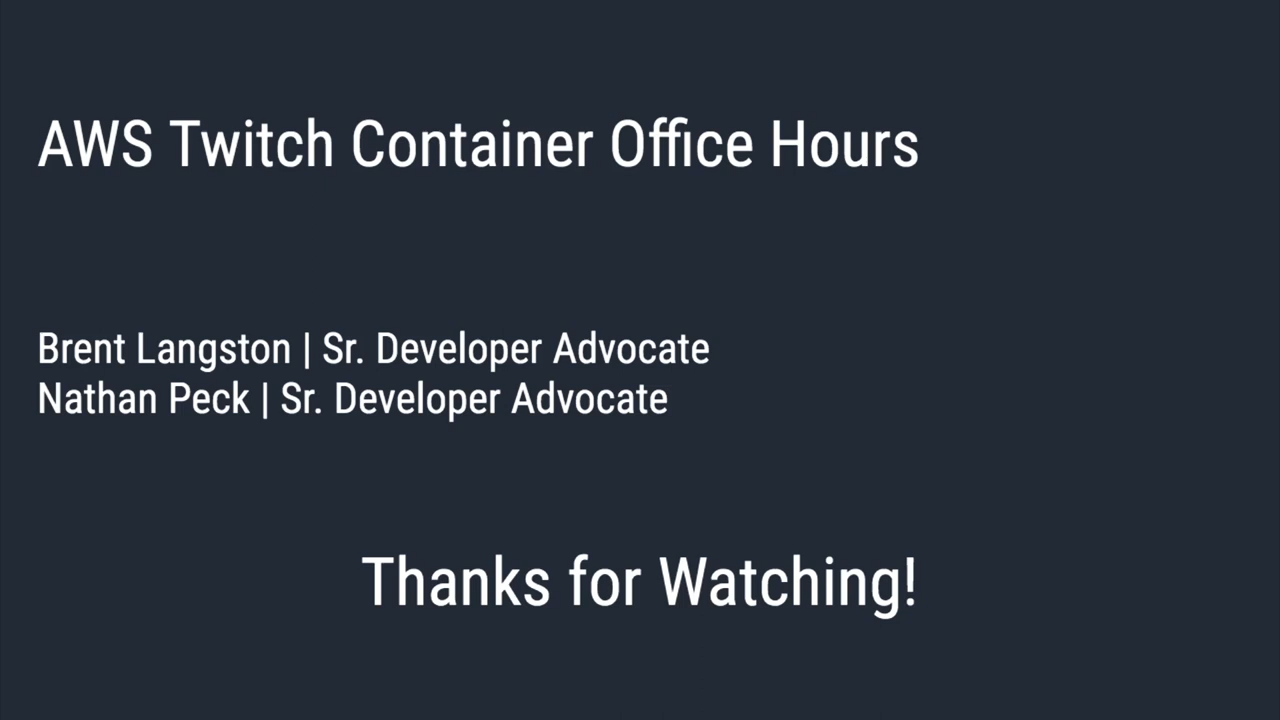 AWS Twitch Container Office Hours
Brent Langston | Sr. Developer Advocate
Nathan Peck | Sr. Developer Advocate
Thanks for Watching!